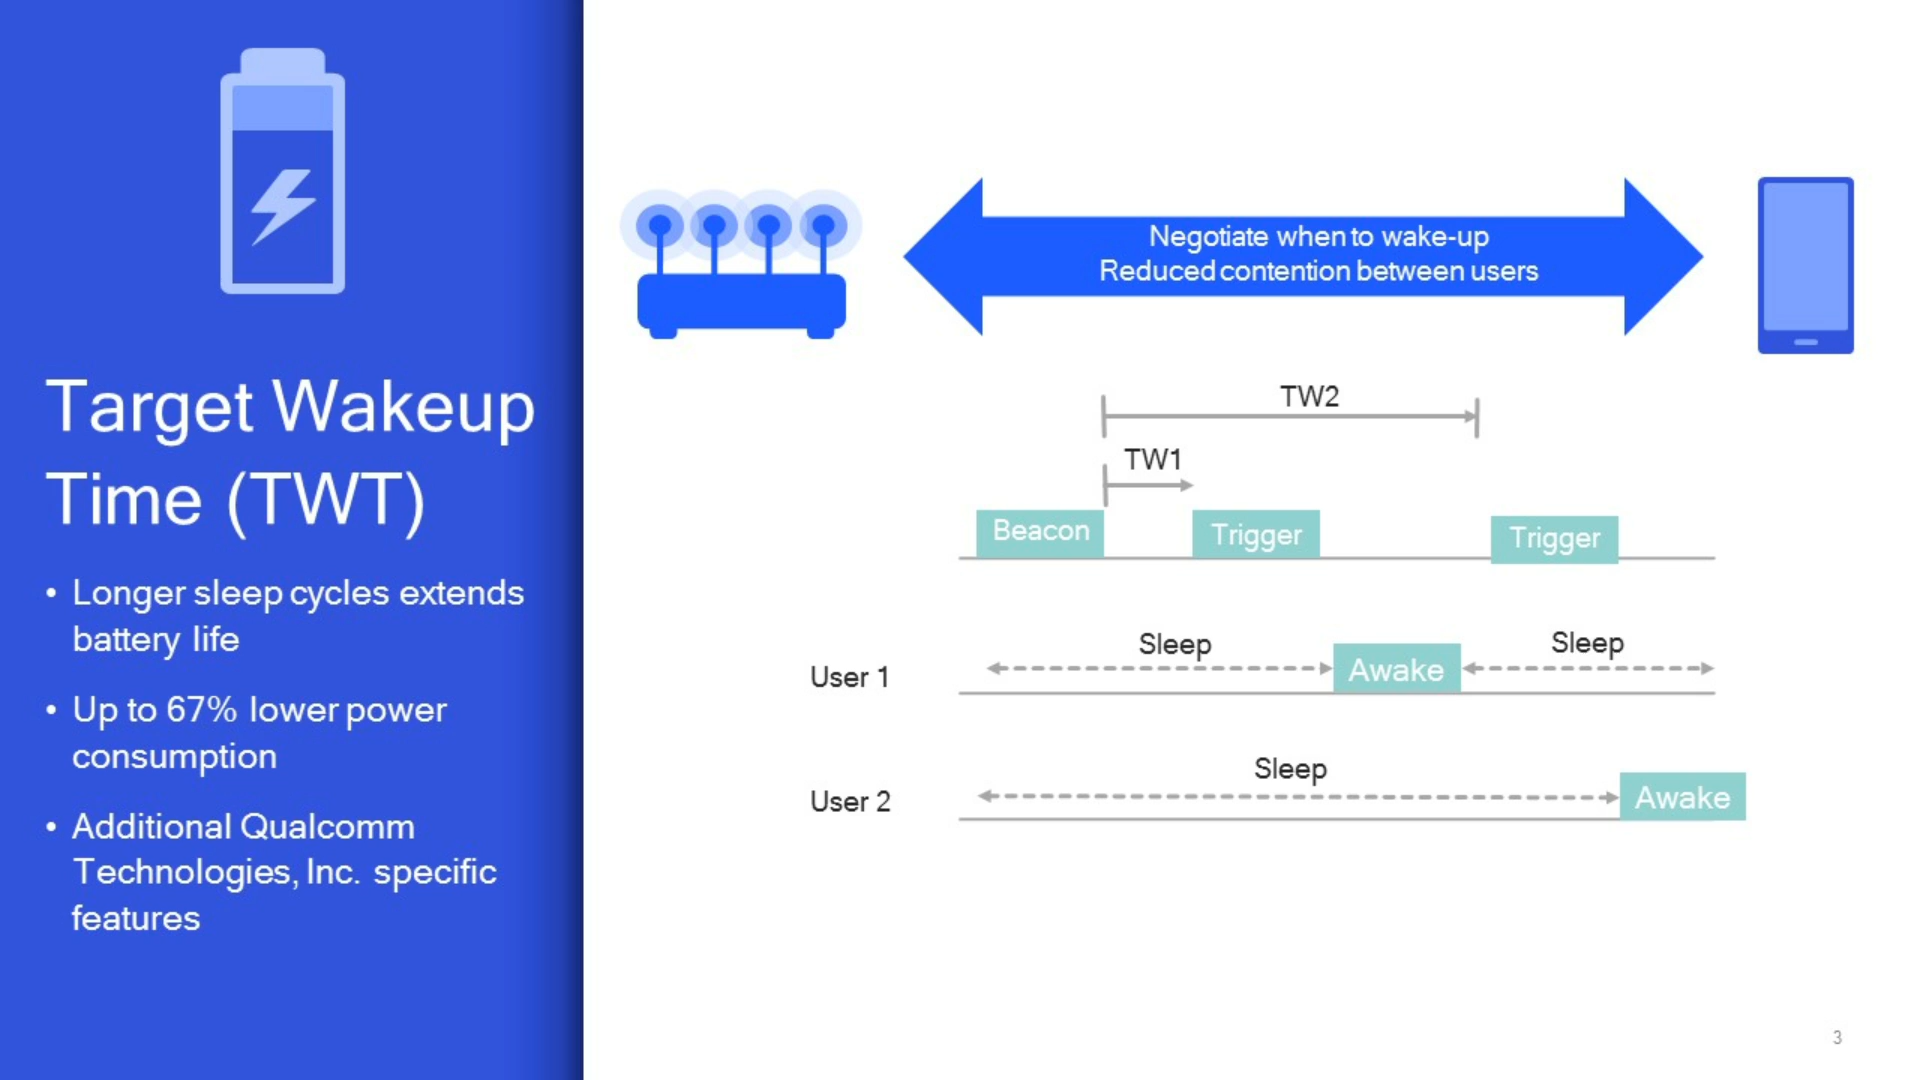 Target Wakeup
Time (TWT)
• Longer sleep cycles extends
battery life
• Up to 67% lower power
consumption
• Additional Qualcomm
Technologies, Inc. specific
features
Negotiate when to wake-up
Reduced contention between users
TW2
TW1
Beacon
Trigger
Trigger
User 1
Sleep
Awake
Sleep
User 2
Sleep
Awake
3